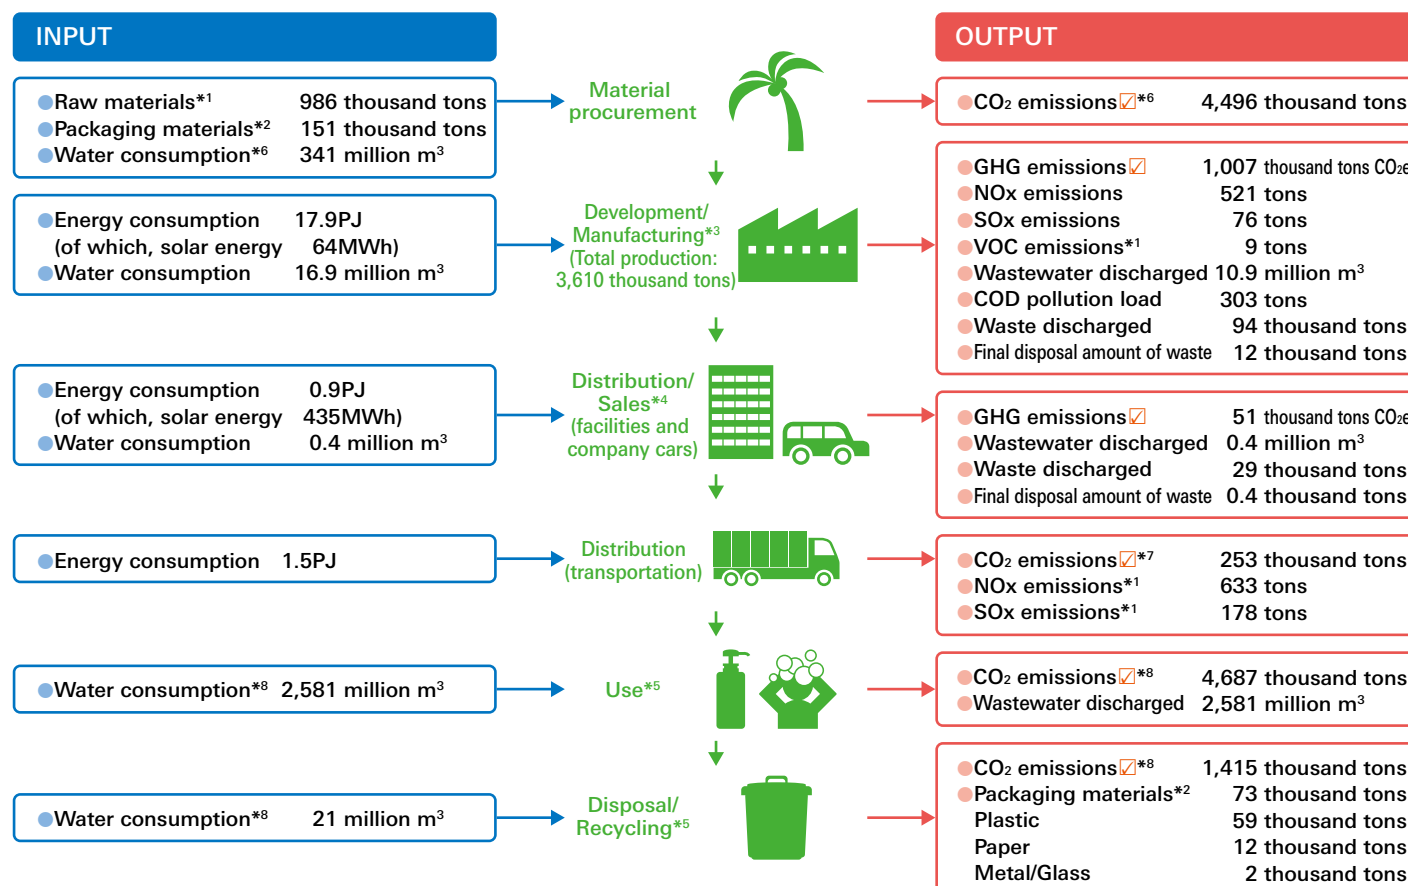 INPUT
●Raw materials*1 986 thousand tons
●Packaging materials*2 151 thousand tons
●Water consumption*6 341 million m3
●Energy consumption 17.9PJ
(of which, solar energy 64MWh)
●Water consumption 16.9 million m3
●Energy consumption 0.9PJ
(of which, solar energy 435MWh)
●Water consumption 0.4 million m3
●Energy consumption 1.5PJ
●Water consumption*8 2,581 million m3
●Water consumption*8 21 million m3
Material
procurement
Development/
Manufacturing*3
(Total production:
3,610 thousand tons)
Distribution/
Sales*4
(facilities and
company cars)
Distribution
(transportation)
Use*5
Disposal/
Recycling*5
OUTPUT
●CO2 emissions☑*6 4,496 thousand tons
●GHG emissions☑ 1,007 thousand tons CO2e
●NOx emissions 521 tons
●SOx emissions 76 tons
●VOC emissions*1 9 tons
●Wastewater discharged 10.9 million m3
●COD pollution load 303 tons
●Waste discharged 94 thousand tons
●Final disposal amount of waste 12 thousand tons
●GHG emissions☑ 51 thousand tons CO2e
●Wastewater discharged 0.4 million m3
●Waste discharged 29 thousand tons
●Final disposal amount of waste 0.4 thousand tons
●CO2 emissions☑*7 253 thousand tons
●NOx emissions*1 633 tons
●SOx emissions*1 178 tons
●CO2 emissions☑*8 4,687 thousand tons
●Wastewater discharged 2,581 million m3
●CO2 emissions☑*8 1,415 thousand tons
●Packaging materials*2 73 thousand tons
Plastic 59 thousand tons
Paper 12 thousand tons
Metal/Glass 2 thousand tons